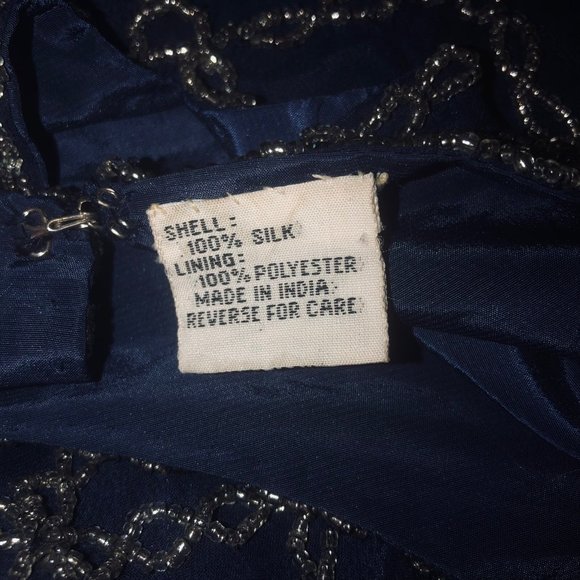 SHELL:
100% SILK
LINING:
100% POLYESTER
MADE IN INDIA
REVERSE FOR CARE